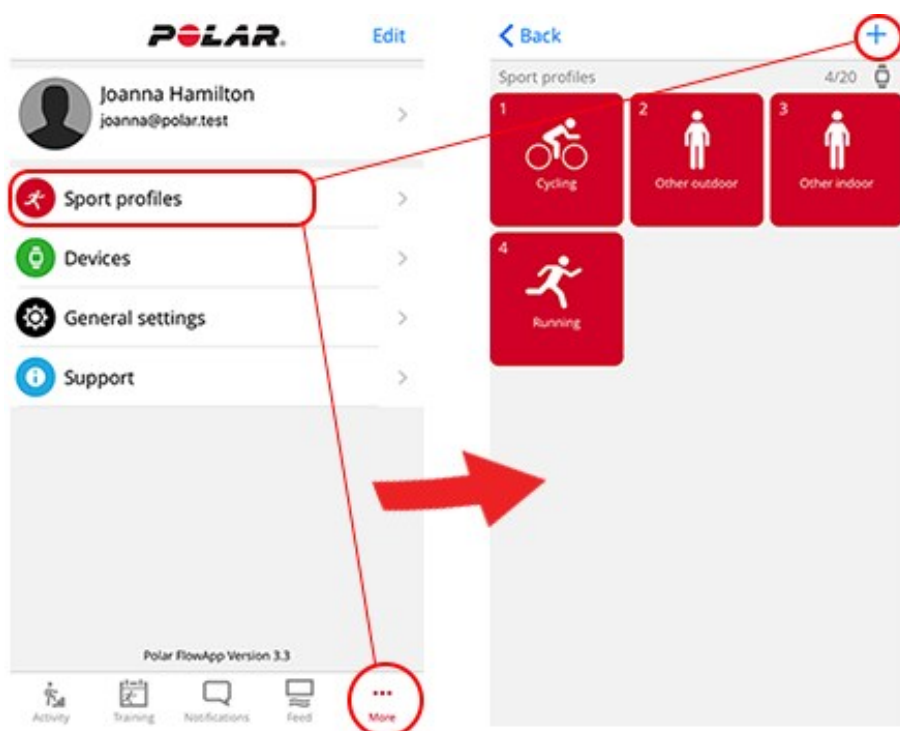 POLAR.
Edit
Joanna Hamilton
joanna@polar.test
Sport profiles
Devices
General settings
Support
Polar FlowApp Version 3.3
Activity
Training
Notifications
Feed
More
Back
+
Sport profiles
4/20
1
Cycling
2
Other outdoor
3
Other indoor
4
Running